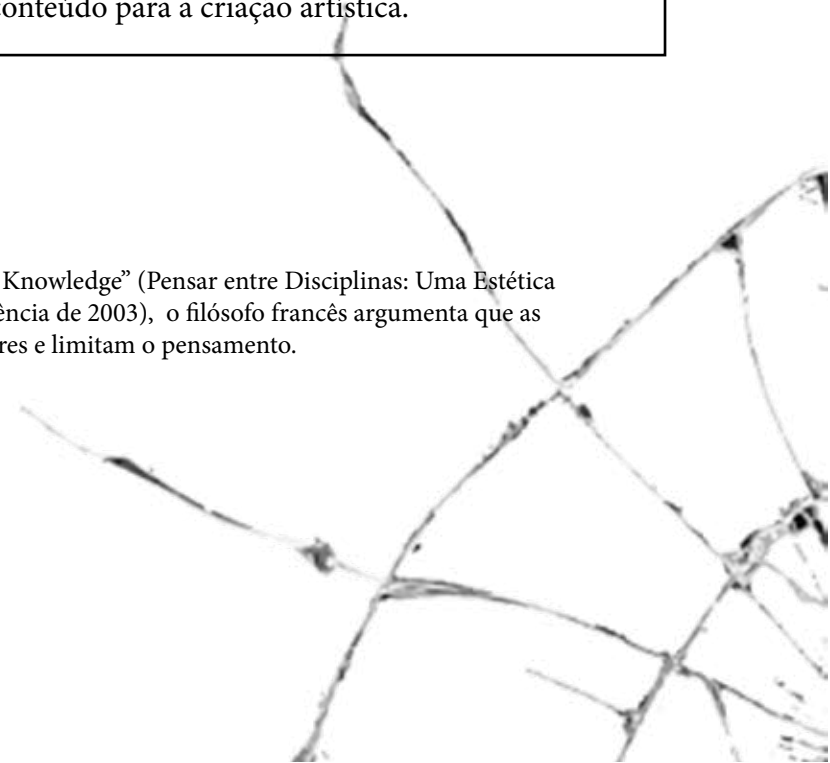 onteúdo para a criação artística.
Knowledge” (Pensar entre Disciplinas: Uma Estética
ência de 2003), o filósofo francês argumenta que as
res e limitam o pensamento.